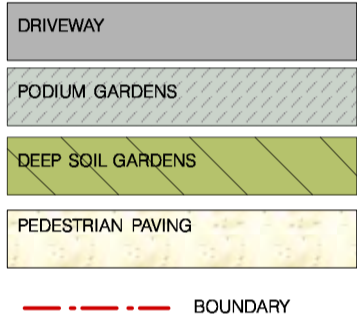 DRIVEWAY
PODIUM GARDENS
DEEP SOIL GARDENS
PEDESTRIAN PAVING
BOUNDARY